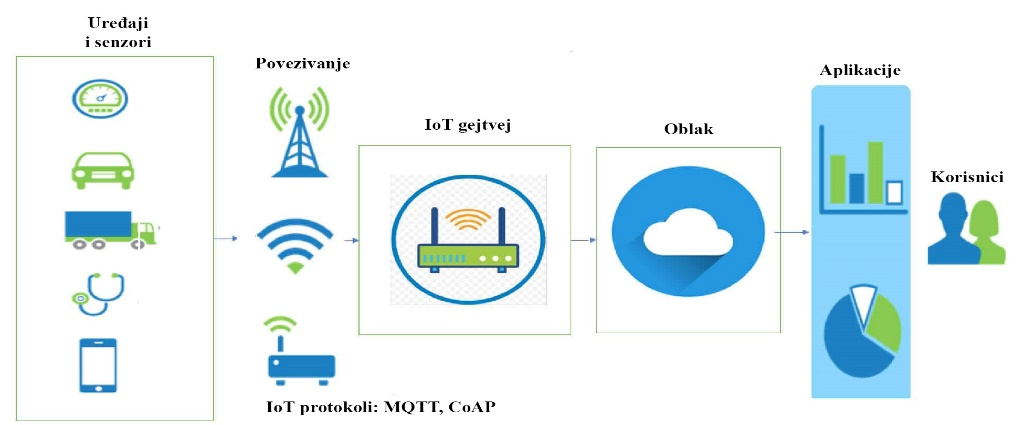 Uređaji
i senzori
Povezivanje
IoT gejtvej
Oblak
Aplikacije
Korisnici
IoT protokoli: MQTT, CoAP